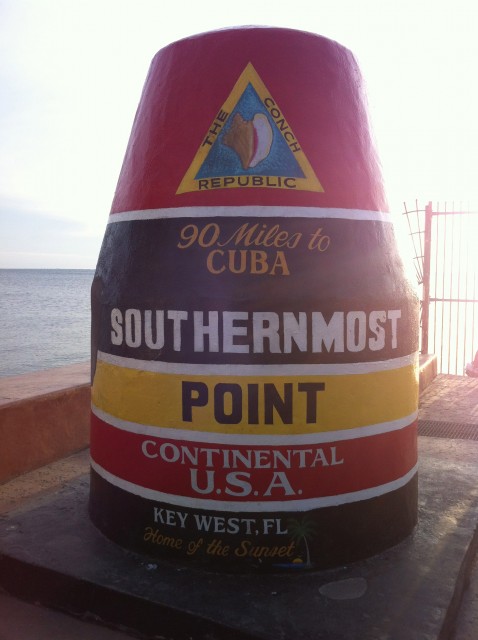 THE CONCH
REPUBLIC
90 Miles to
CUBA
SOUTHERNMOST
POINT
CONTINENTAL
U.S.A.
KEY WEST, FL
Home of the Sunset